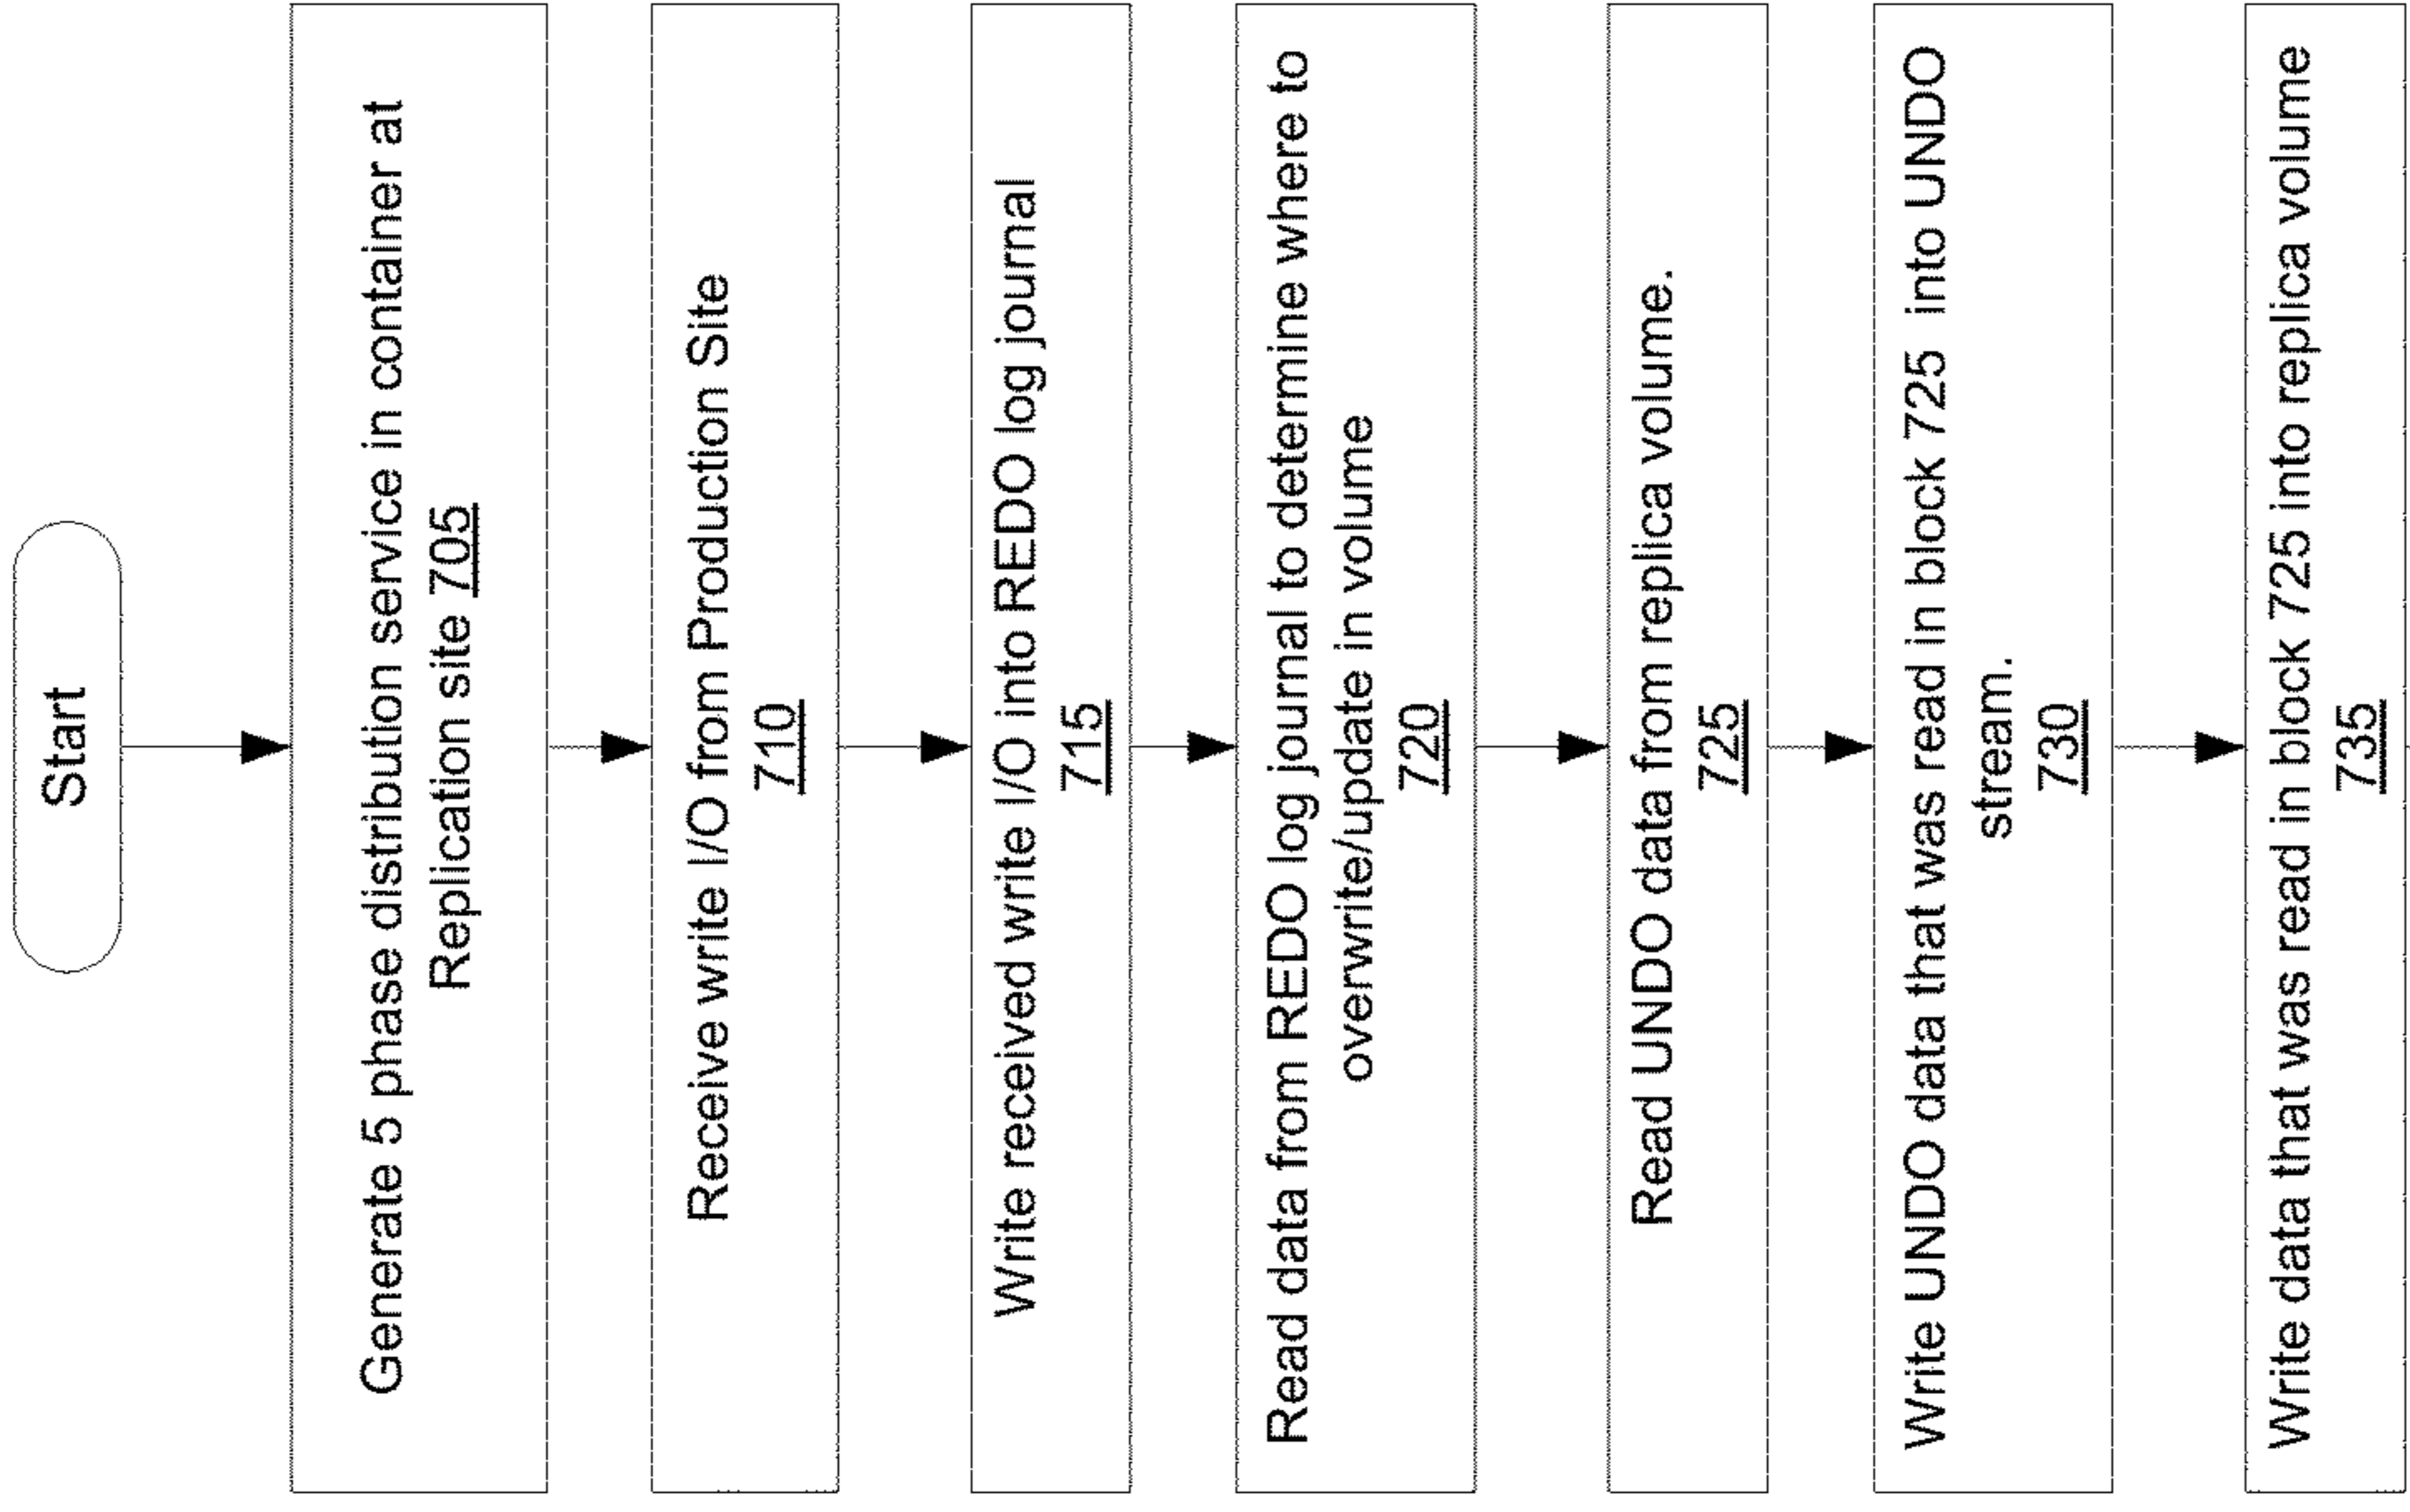 Start
Generate 5 phase distribution service in container at
Replication site 705
Receive write I/O from Production Site
710
Write received write I/O into REDO log journal
715
Read data from REDO log journal to determine where to
overwrite/update in volume
720
Read UNDO data from replica volume.
725
Write UNDO data that was read in block 725 into UNDO
stream.
730
Write data that was read in block 725 into replica volume
735